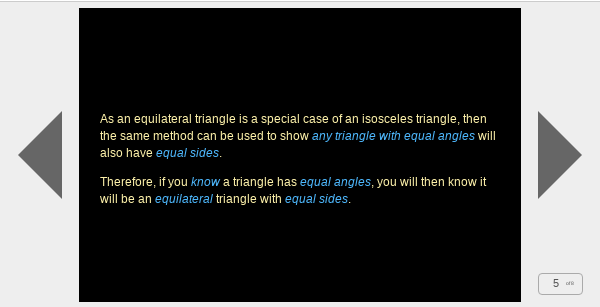 As an equilateral triangle is a special case of an isosceles triangle, then
the same method can be used to show any triangle with equal angles will
also have equal sides.
Therefore, if you know a triangle has equal angles, you will then know it
will be an equilateral triangle with equal sides.
5